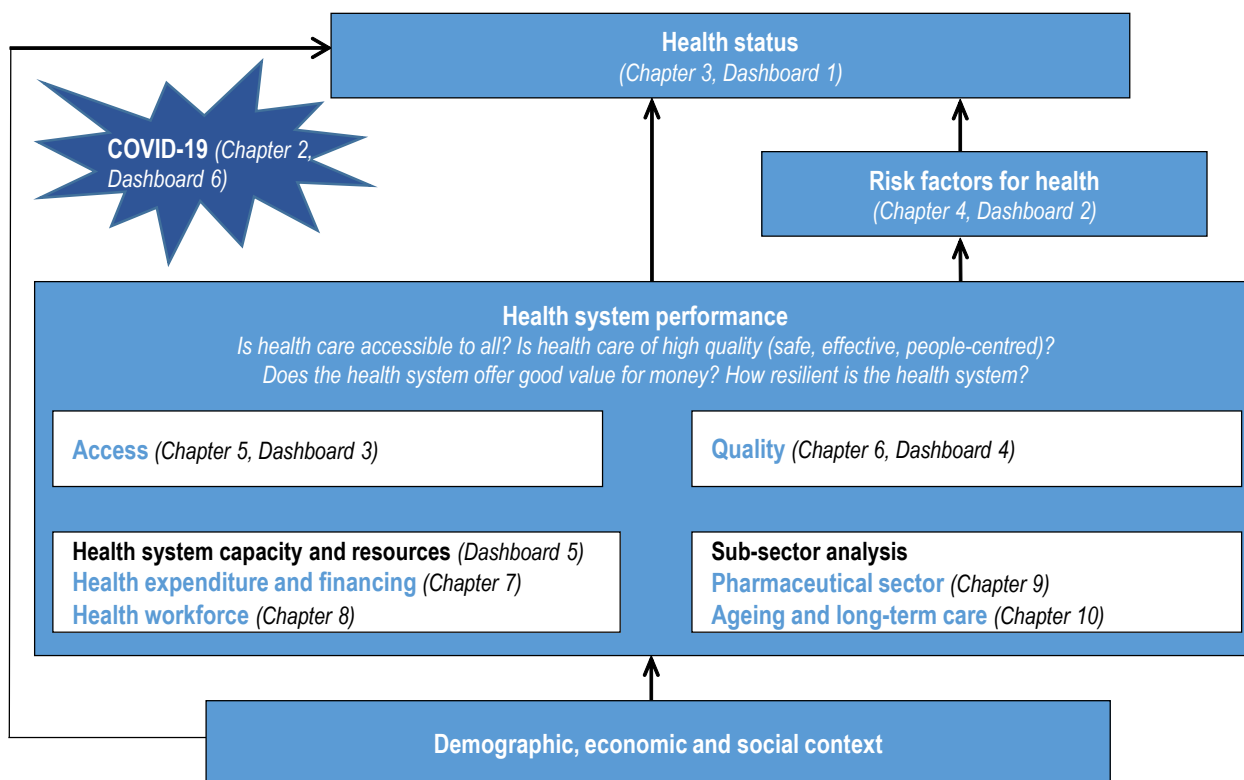 Health status
(Chapter 3, Dashboard 1)
COVID-19 (Chapter 2,
Dashboard 6)
Risk factors for health
(Chapter 4, Dashboard 2)
Health system performance
Is health care accessible to all? Is health care of high quality (safe, effective, people-centred)?
Does the health system offer good value for money? How resilient is the health system?
Access (Chapter 5, Dashboard 3)
Quality (Chapter 6, Dashboard 4)
Health system capacity and resources (Dashboard 5)
Health expenditure and financing (Chapter 7)
Health workforce (Chapter 8)
Sub-sector analysis
Pharmaceutical sector (Chapter 9)
Ageing and long-term care (Chapter 10)
Demographic, economic and social context